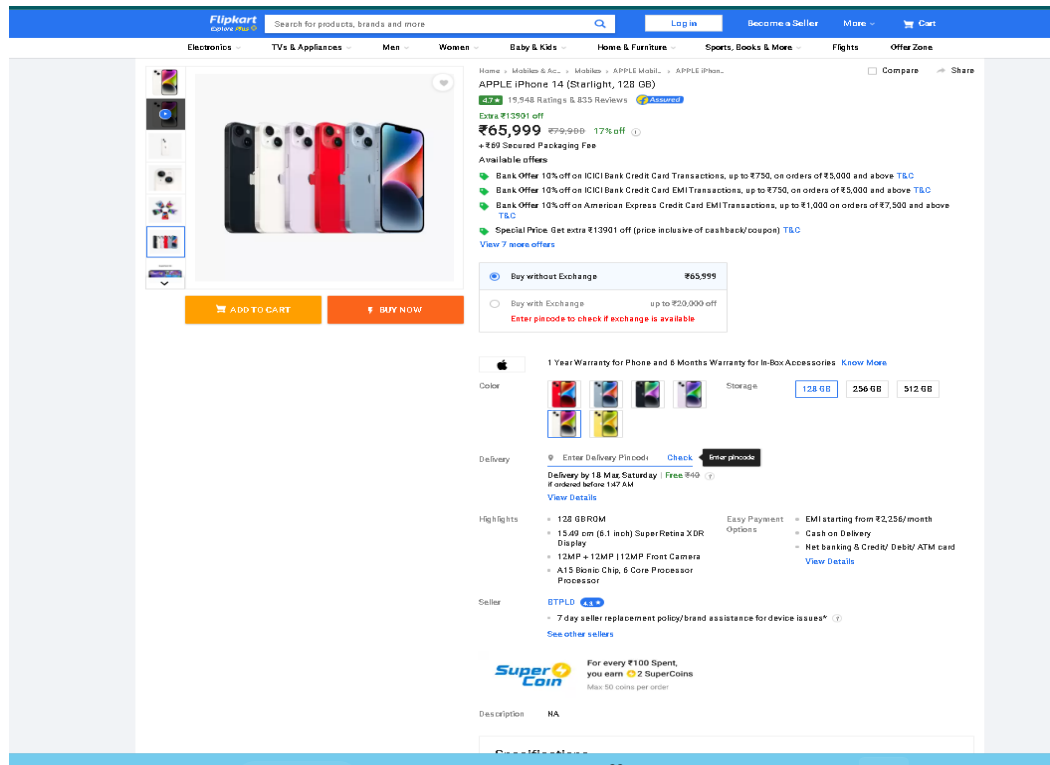 Flipkart
Explore Plus
Search for products, brands and more
Login
Become a Seller
More
Cart
Electronics
TVs & Appliances
Men
Women
Baby & Kids
Home & Furniture
Sports, Books & More
Flights
Offer Zone
Home > Mobiles & Ac... > Mobiles > APPLE Mobil... > APPLE iPhon...
Compare
Share
APPLE iPhone 14 (Starlight, 128 GB)
4.7★ 19,948 Ratings & 835 Reviews Assured
Extra ₹13901 off
₹65,999 ₹79,900 17% off
+ ₹69 Secured Packaging Fee
Available offers
Bank Offer 10% off on ICICI Bank Credit Card Transactions, up to ₹750, on orders of ₹5,000 and above T&C
Bank Offer 10% off on ICICI Bank Credit Card EMI Transactions, up to ₹750, on orders of ₹5,000 and above T&C
Bank Offer 10% off on American Express Credit Card EMI Transactions, up to ₹1,000 on orders of ₹7,500 and above
T&C
Special Price Get extra ₹13901 off (price inclusive of cashback/coupon) T&C
View 7 more offers
Buy without Exchange ₹65,999
Buy with Exchange up to ₹20,000 off
Enter pincode to check if exchange is available
ADD TO CART
BUY NOW
1 Year Warranty for Phone and 6 Months Warranty for In-Box Accessories Know More
Color
Storage
128 GB
256 GB
512 GB
Delivery
Enter Delivery Pincode
Check
Enter pincode
Delivery by 18 Mar, Saturday | Free ₹40 ?
If ordered before 1:47 AM
View Details
Highlights
128 GB ROM
15.49 cm (6.1 inch) Super Retina XDR
Display
12MP + 12MP | 12MP Front Camera
A15 Bionic Chip, 6 Core Processor
Processor
Easy Payment
Options
EMI starting from ₹2,256/month
Cash on Delivery
Net banking & Credit/ Debit/ ATM card
View Details
Seller
BTPLD 4.3 ★
7 day seller replacement policy/brand assistance for device issues* ?
See other sellers
Super
Coin
For every ₹100 Spent,
you earn 2 SuperCoins
Max 50 coins per order
Description
NA
Specifications